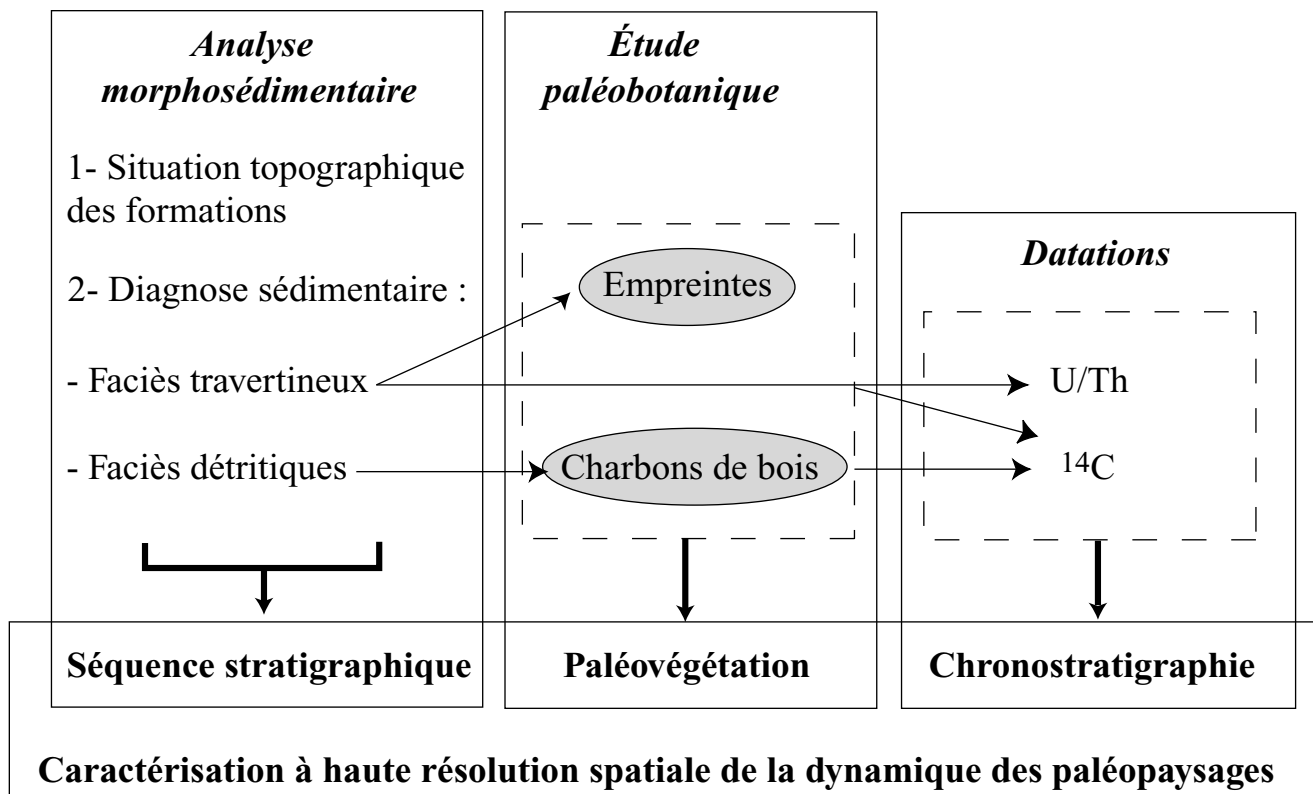 Analyse
morphosédimentaire
1- Situation topographique
des formations
2- Diagnose sédimentaire :
- Faciès travertineux
- Faciès détritiques
Séquence stratigraphique
Étude
paléobotanique
Empreintes
Charbons de bois
Paléovégétation
Datations
U/Th
14C
Chronostratigraphie
Caractérisation à haute résolution spatiale de la dynamique des paléopaysages